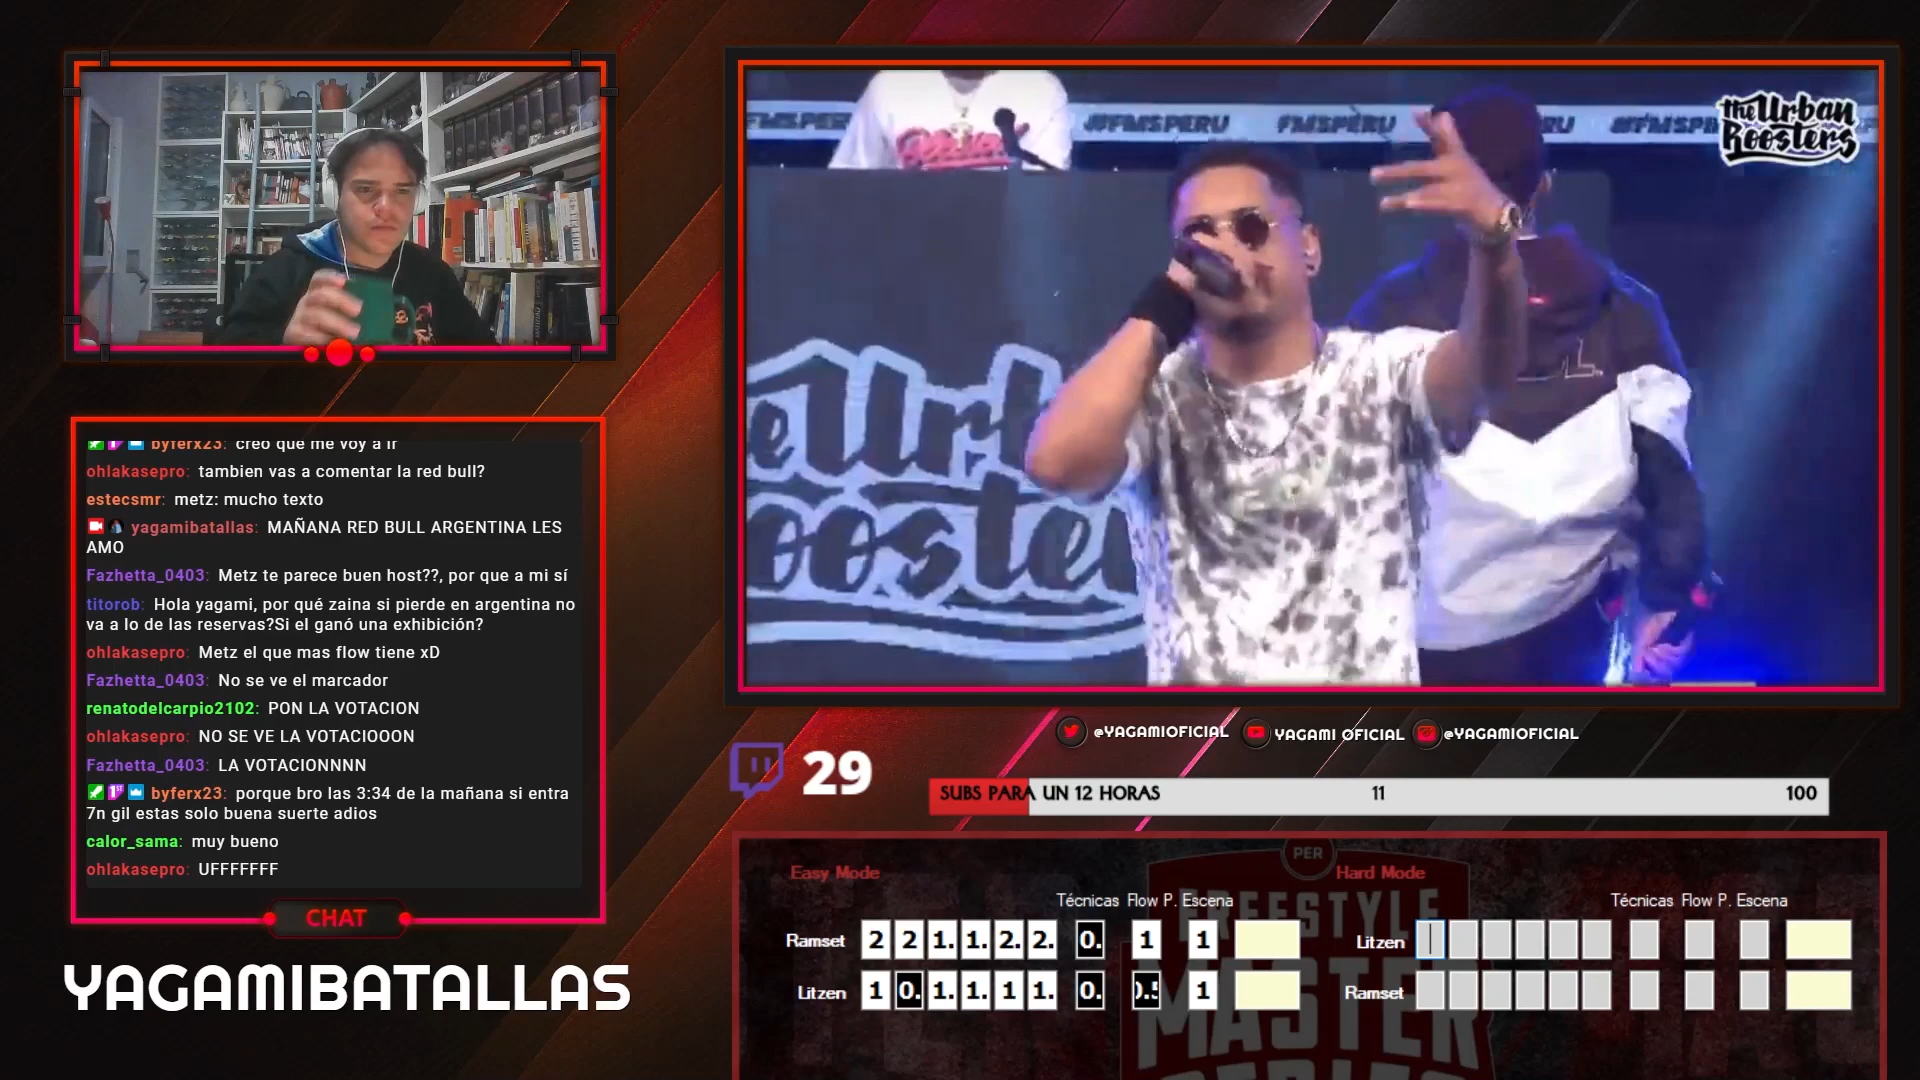 the Urban
Roosters
#FMSPERU
FMSPERU
byferx23: creo que me voy a ir
ohlakasepro: tambien vas a comentar la red bull?
estecsmr: metz: mucho texto
yagamibatallas: MAÑANA RED BULL ARGENTINA LES
AMO
Fazhetta_0403: Metz te parece buen host??, por que a mi sí
titorob: Hola yagami, por qué zaina si pierde en argentina no
va a lo de las reservas?Si el ganó una exhibición?
ohlakasepro: Metz el que mas flow tiene xD
Fazhetta_0403: No se ve el marcador
renatodelcarpio2102: PON LA VOTACION
ohlakasepro: NO SE VE LA VOTACIOOON
Fazhetta_0403: LA VOTACIONNNN
byferx23: porque bro las 3:34 de la mañana si entra
7n gil estas solo buena suerte adios
calor_sama: muy bueno
ohlakasepro: UFFFFFFF
CHAT
YAGAMIBATALLAS
@YAGAMIOFICIAL YAGAMI OFICIAL @YAGAMIOFICIAL
29
SUBS PARA UN 12 HORAS 11 100
PER
FREESTYLE
MASTER
SERIES
Easy Mode
Técnicas Flow P. Escena
Ramset 2 2 1. 1. 2. 2. 0. 1 1
Litzen 1 0. 1. 1. 1 1. 0. 0.5 1
Hard Mode
Técnicas Flow P. Escena
Litzen
Ramset